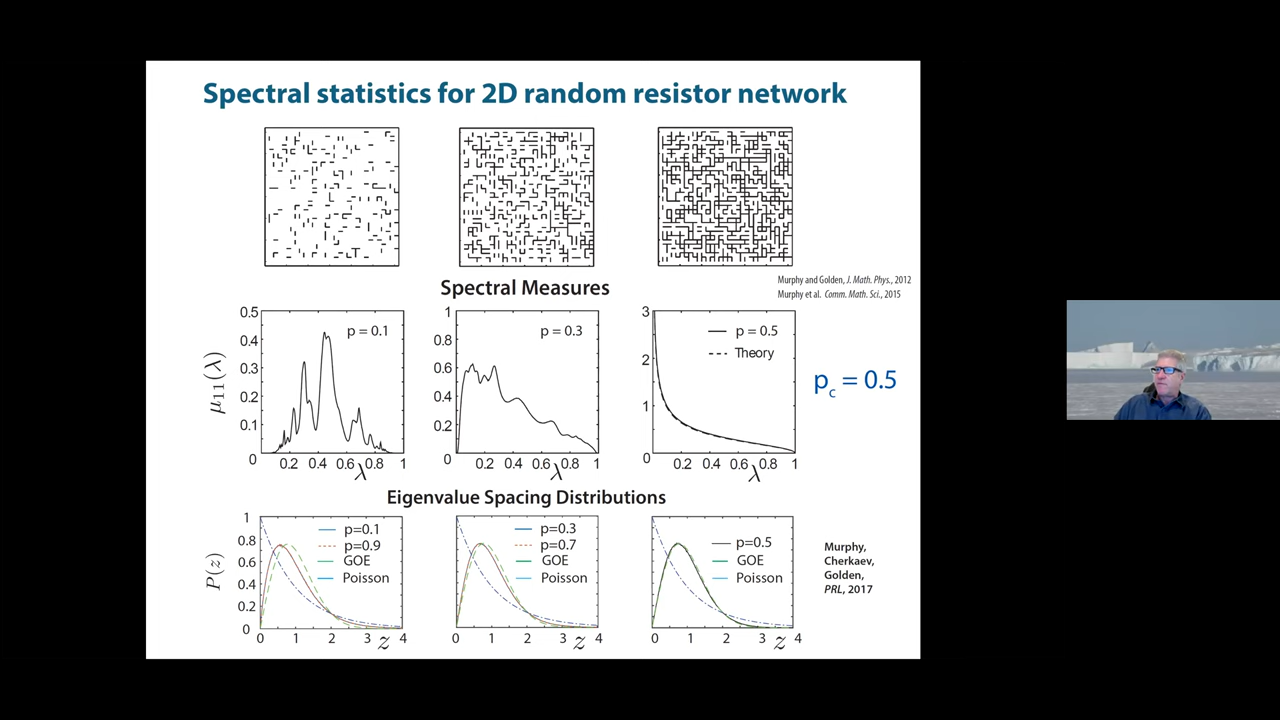 Spectral statistics for 2D random resistor network
Spectral Measures
Murphy and Golden, J. Math. Phys., 2012
Murphy et al. Comm. Math. Sci., 2015
μ₁₁(λ)
0.5
0.4
0.3
0.2
0.1
0
p = 0.1
0.2 0.4 0.6 0.8 1
λ
1
0.8
0.6
0.4
0.2
0
p = 0.3
0.2 0.4 0.6 0.8 1
λ
3
2
1
0
p = 0.5
Theory
0.2 0.4 0.6 0.8 1
λ
pc = 0.5
Eigenvalue Spacing Distributions
P(z)
1
0.8
0.6
0.4
0.2
0
p=0.1
p=0.9
GOE
Poisson
0 1 2 3 4
z
p=0.3
p=0.7
GOE
Poisson
0 1 2 3 4
z
p=0.5
GOE
Poisson
0 1 2 3 4
z
Murphy,
Cherkaev,
Golden,
PRL, 2017